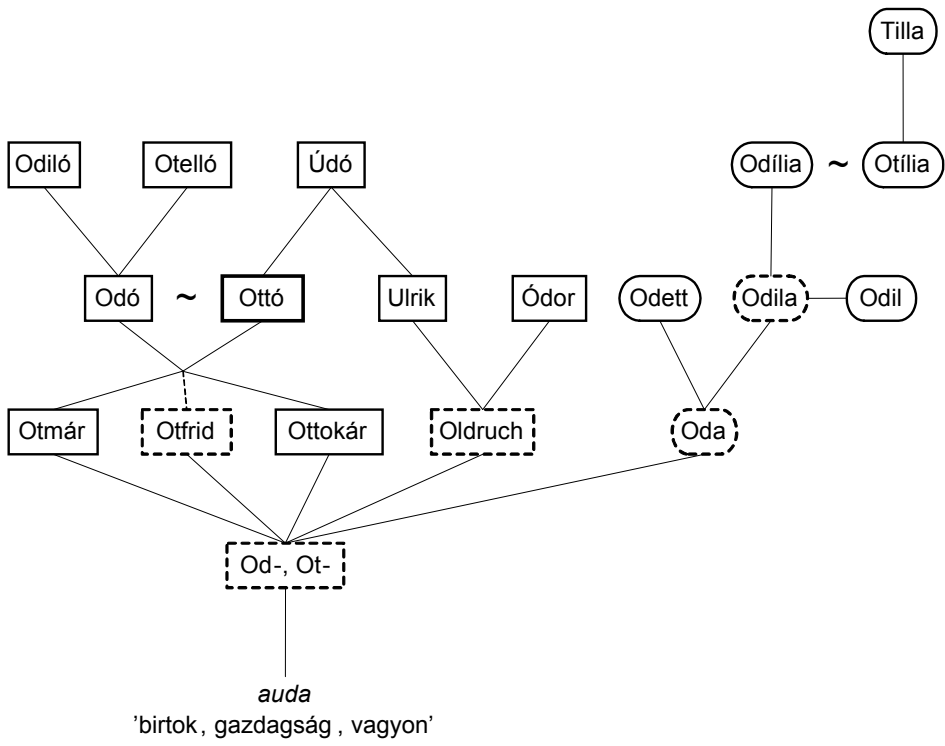 Tilla
Odiló Otelló Údó Odília ~ Otília
Odó ~ Ottó Ulrik Ódor Odett Odila Odil
Otmár Otfrid Ottokár Oldruch Oda
Od-, Ot-
auda
’birtok, gazdagság, vagyon’